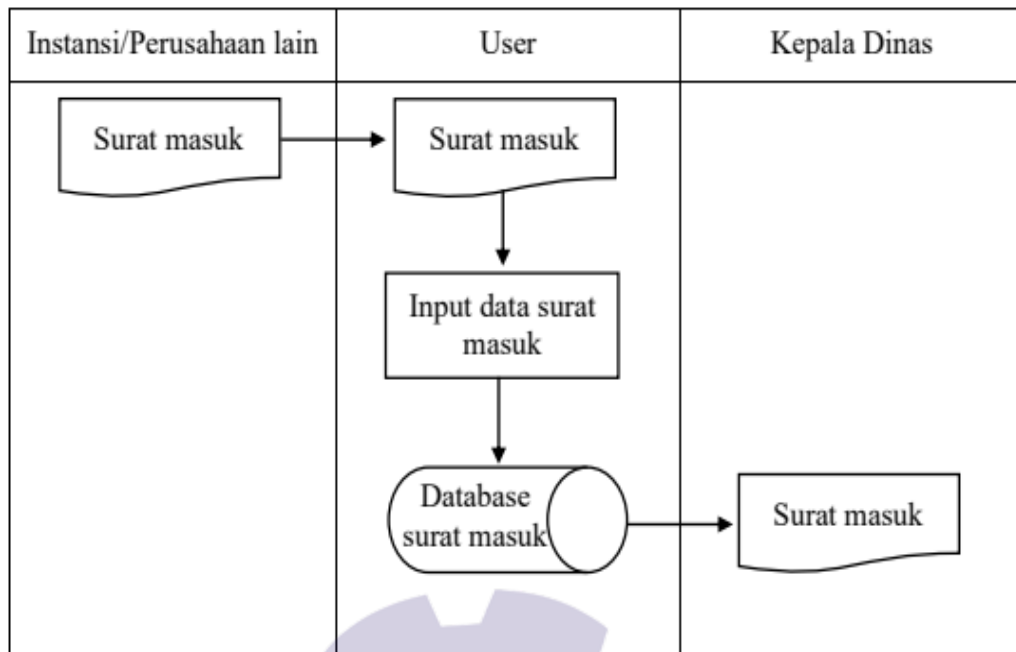 Instansi/Perusahaan lain
User
Kepala Dinas
Surat masuk
Surat masuk
Input data surat
masuk
Database
surat masuk
Surat masuk